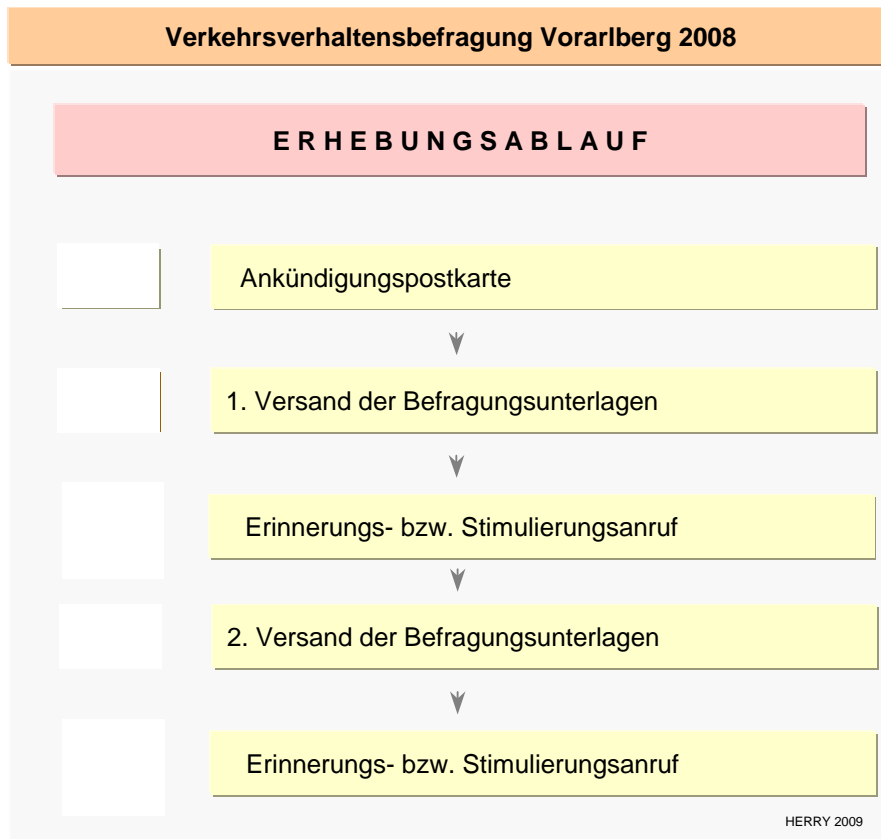 Verkehrsverhaltensbefragung Vorarlberg 2008
ERHEBUNGSABLAUF
Ankündigungspostkarte
1. Versand der Befragungsunterlagen
Erinnerungs- bzw. Stimulierungsanruf
2. Versand der Befragungsunterlagen
Erinnerungs- bzw. Stimulierungsanruf
HERRY 2009